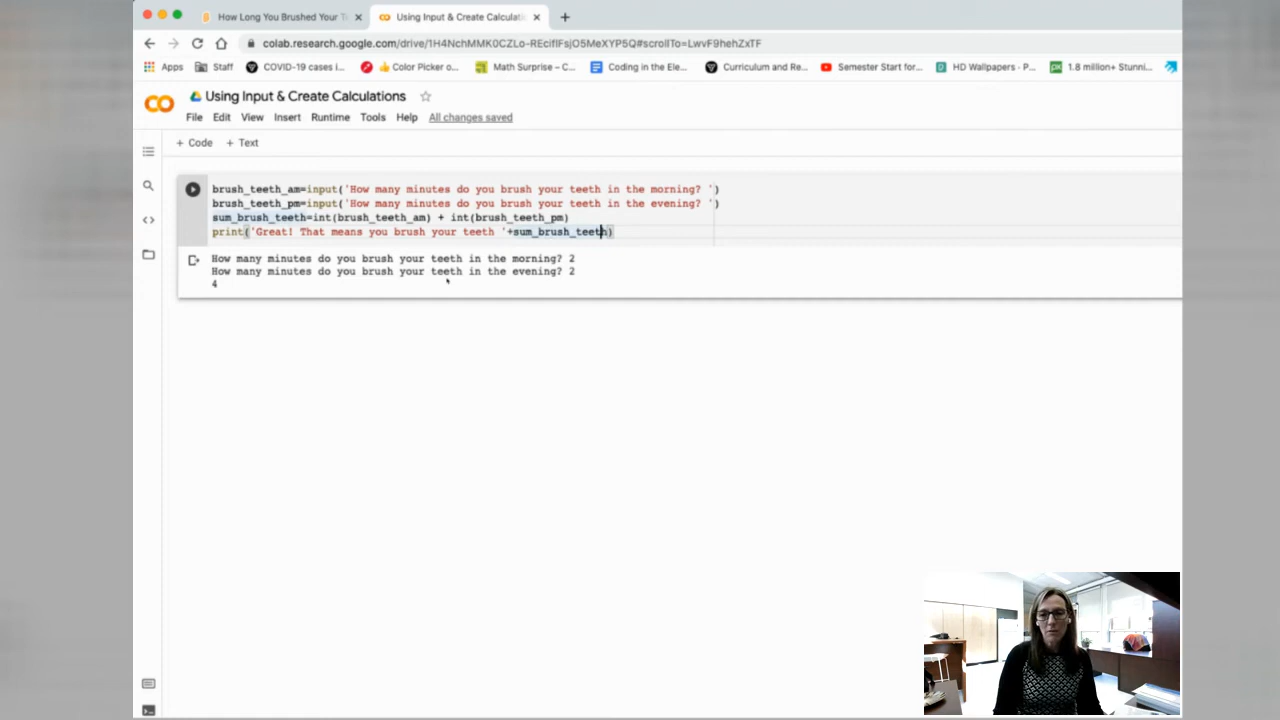 How Long You Brushed Your T
Using Input & Create Calculatio
colab.research.google.com/drive/1H4NchMMK0CZLo-REciflFsjO5MeXYP5Q#scrollTo=LwvF9hehZxTF
Apps Staff COVID-19 cases i... Color Picker o... Math Surprise – C... Coding in the Ele... Curriculum and Re... Semester Start for... HD Wallpapers · P... 1.8 million+ Stunni...
Using Input & Create Calculations
File Edit View Insert Runtime Tools Help All changes saved
+ Code + Text
brush_teeth_am=input('How many minutes do you brush your teeth in the morning? ')
brush_teeth_pm=input('How many minutes do you brush your teeth in the evening? ')
sum_brush_teeth=int(brush_teeth_am) + int(brush_teeth_pm)
print('Great! That means you brush your teeth '+sum_brush_teeth)
How many minutes do you brush your teeth in the morning? 2
How many minutes do you brush your teeth in the evening? 2
4